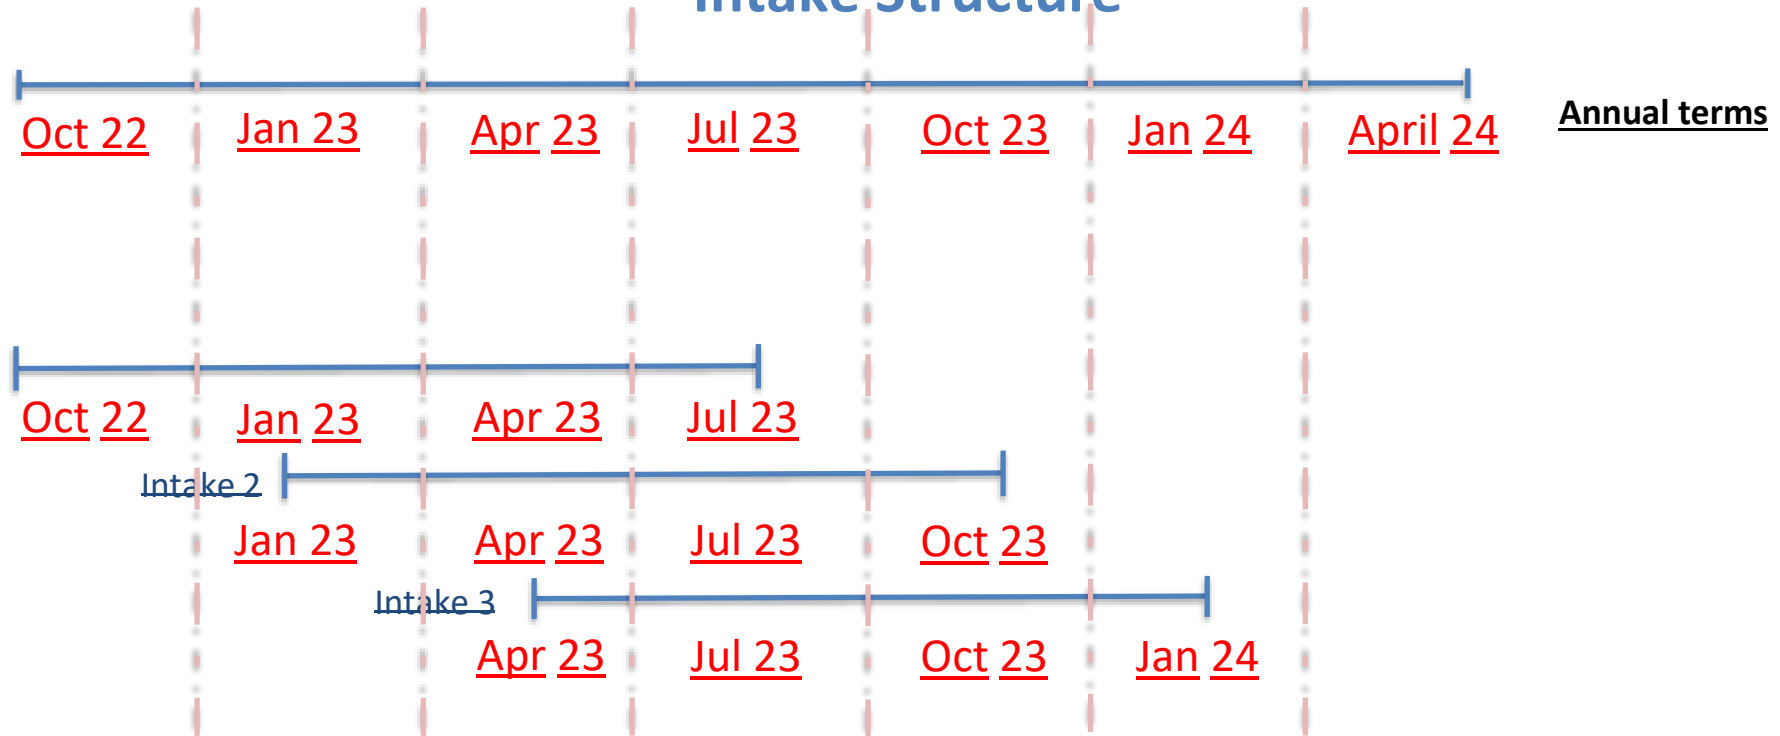 Intake Structure
Oct 22 Jan 23 Apr 23 Jul 23 Oct 23 Jan 24 April 24 Annual terms
Oct 22 Jan 23 Apr 23 Jul 23
Intake 2
Jan 23 Apr 23 Jul 23 Oct 23
Intake 3
Apr 23 Jul 23 Oct 23 Jan 24